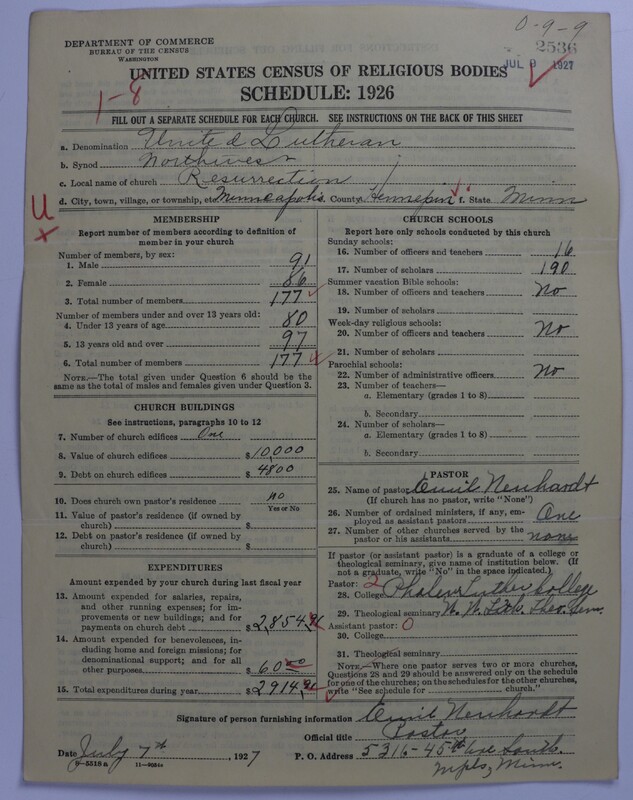 0-9-9
DEPARTMENT OF COMMERCE
BUREAU OF THE CENSUS
WASHINGTON
2536
JUL 9 1927
UNITED STATES CENSUS OF RELIGIOUS BODIES
SCHEDULE: 1926
1-8
FILL OUT A SEPARATE SCHEDULE FOR EACH CHURCH. SEE INSTRUCTIONS ON THE BACK OF THIS SHEET
a. Denomination United Lutheran
b. Synod Northwest
c. Local name of church Resurrection
d. City, town, village, or township, etc. Minneapolis e. County Hennepin f. State Minn
U
x
MEMBERSHIP
Report number of members according to definition of member in your church
Number of members, by sex:
1. Male 91
2. Female 86
3. Total number of members 177
Number of members under and over 13 years old:
4. Under 13 years of age 80
5. 13 years old and over 97
6. Total number of members 177
NOTE.—The total given under Question 6 should be the
same as the total of males and females given under Question 3.
CHURCH BUILDINGS
See instructions, paragraphs 10 to 12
7. Number of church edifices One
8. Value of church edifices $10,000
9. Debt on church edifices $4800
10. Does church own pastor's residence no
Yes or No
11. Value of pastor's residence (if owned by
church) $
12. Debt on pastor's residence (if owned by
church) $
EXPENDITURES
Amount expended by your church during last fiscal year
13. Amount expended for salaries, repairs,
and other running expenses; for im-
provements or new buildings; and for
payments on church debt $2,854.96
14. Amount expended for benevolences, in-
cluding home and foreign missions; for
denominational support; and for all
other purposes $60.00
15. Total expenditures during year $2914.96
CHURCH SCHOOLS
Report here only schools conducted by this church
Sunday schools:
16. Number of officers and teachers 16
17. Number of scholars 190
Summer vacation Bible schools:
18. Number of officers and teachers No
19. Number of scholars
Week-day religious schools:
20. Number of officers and teachers No
21. Number of scholars
Parochial schools:
22. Number of administrative officers No
23. Number of teachers—
a. Elementary (grades 1 to 8)
b. Secondary
24. Number of scholars—
a. Elementary (grades 1 to 8)
b. Secondary
PASTOR
25. Name of pastor Emil Neuhardt
(If church has no pastor, write "None")
26. Number of ordained ministers, if any, em-
ployed as assistant pastors One
27. Number of other churches served by the
pastor or his assistants none
If pastor (or assistant pastor) is a graduate of a college or
theological seminary, give name of institution below. (If
not a graduate, write "No" in the space indicated.)
Pastor: 2
28. College Luther College
29. Theological seminary N. W. Luth. Theo. Sem.
Assistant pastor: 0
30. College
31. Theological seminary
NOTE.—Where one pastor serves two or more churches,
Questions 28 and 29 should be answered only on the schedule
for one of the churches; on the schedules for the other churches,
write "See schedule for church."
Signature of person furnishing information Emil Neuhardt
Official title Pastor
Date July 7th, 1927
P. O. Address 5316-45th Ave South.
Mpls, Minn.
9-5318 a